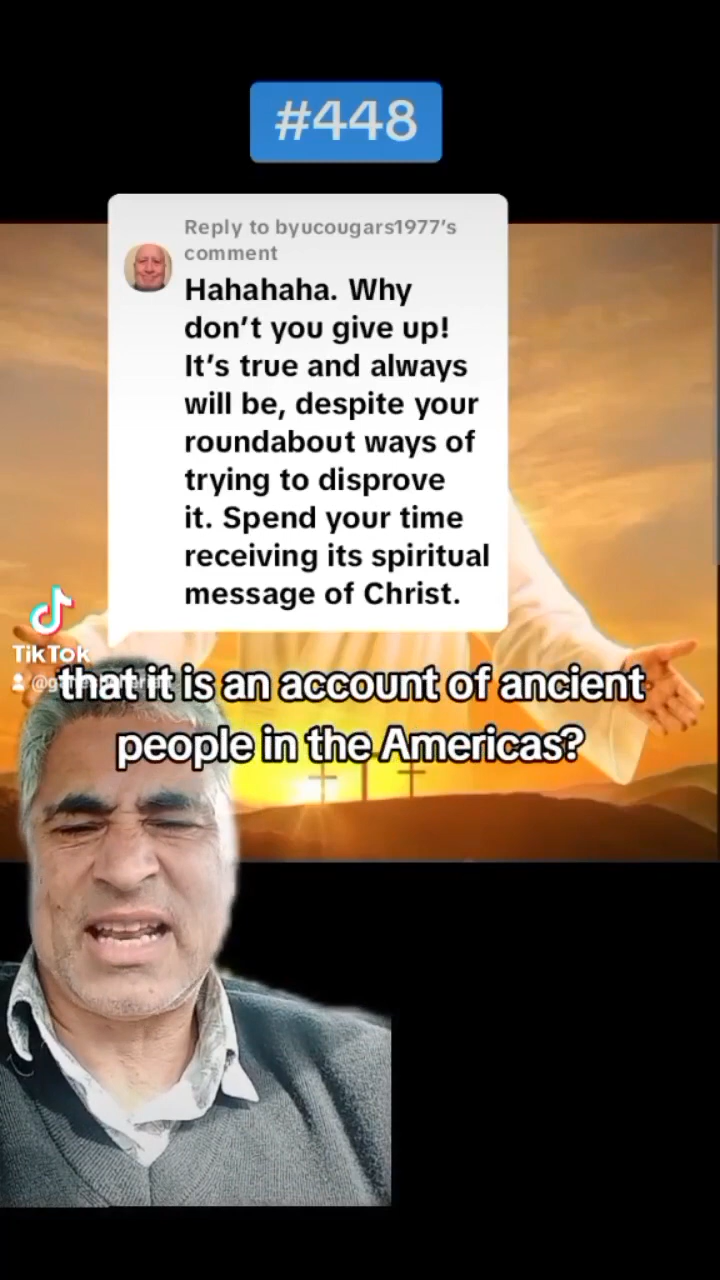 #448
Reply to byucougars1977's
comment
Hahahaha. Why
don't you give up!
It's true and always
will be, despite your
roundabout ways of
trying to disprove
it. Spend your time
receiving its spiritual
message of Christ.
TikTok
that it is an account of ancient
people in the Americas?